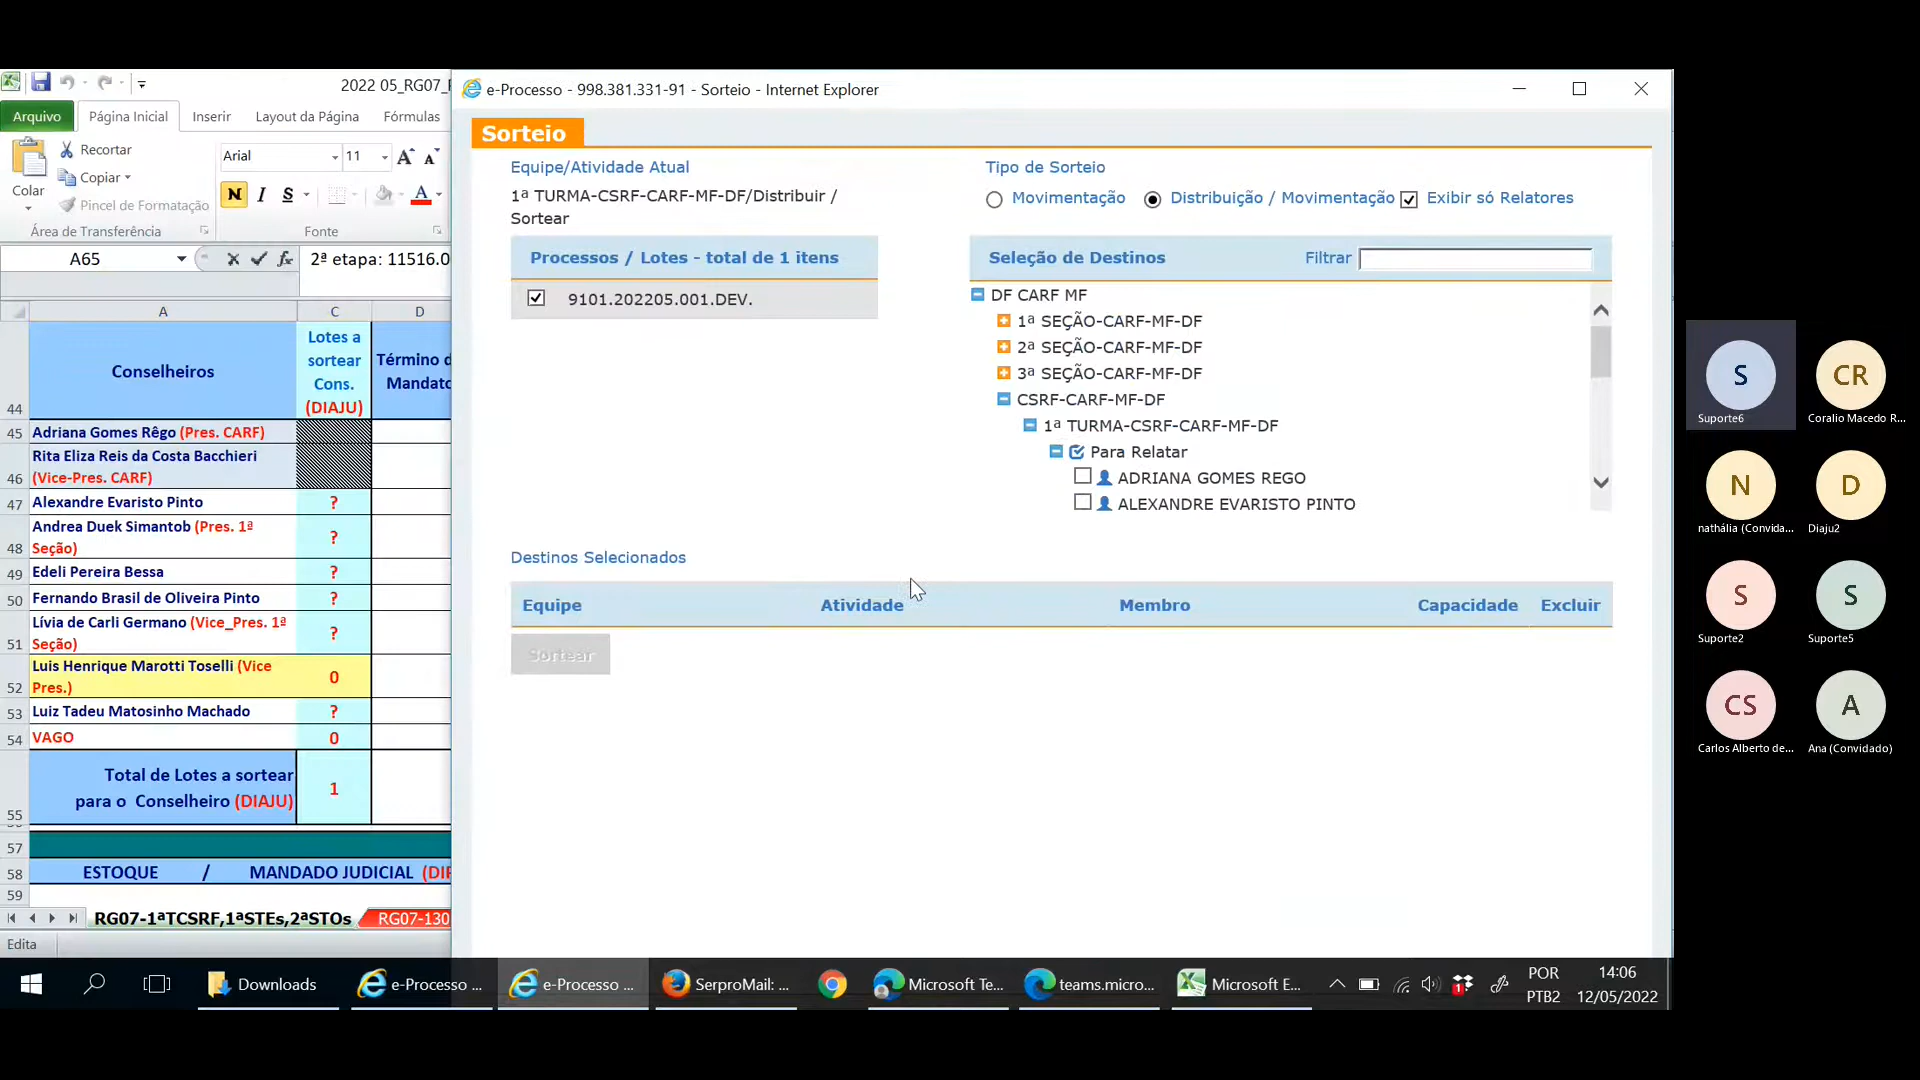 2022 05_RG07_
Arquivo
Página Inicial
Inserir
Layout da Página
Fórmulas
Colar
Recortar
Copiar
Pincel de Formatação
Arial
11
N I S
Área de Transferência
Fonte
A65
2ª etapa: 11516.0
A
C
D
44
Conselheiros
Lotes a
sortear
Cons.
(DIAJU)
Término d
Mandato
45
Adriana Gomes Rêgo (Pres. CARF)
Rita Eliza Reis da Costa Bacchieri
46
(Vice-Pres. CARF)
47
Alexandre Evaristo Pinto
?
Andrea Duek Simantob (Pres. 1ª
48
Seção)
?
49
Edeli Pereira Bessa
?
50
Fernando Brasil de Oliveira Pinto
?
Lívia de Carli Germano (Vice_Pres. 1ª
51
Seção)
?
Luis Henrique Marotti Toselli (Vice
52
Pres.)
0
53
Luiz Tadeu Matosinho Machado
?
54
VAGO
0
Total de Lotes a sortear
55
para o Conselheiro (DIAJU)
1
57
58
ESTOQUE / MANDADO JUDICIAL (DI
59
RG07-1ªTCSRF,1ªSTEs,2ªSTOs
RG07-130
Edita
e-Processo - 998.381.331-91 - Sorteio - Internet Explorer
Sorteio
Equipe/Atividade Atual
1ª TURMA-CSRF-CARF-MF-DF/Distribuir /
Sortear
Tipo de Sorteio
Movimentação
Distribuição / Movimentação
Exibir só Relatores
Processos / Lotes - total de 1 itens
9101.202205.001.DEV.
Seleção de Destinos
Filtrar
DF CARF MF
1ª SEÇÃO-CARF-MF-DF
2ª SEÇÃO-CARF-MF-DF
3ª SEÇÃO-CARF-MF-DF
CSRF-CARF-MF-DF
1ª TURMA-CSRF-CARF-MF-DF
Para Relatar
ADRIANA GOMES REGO
ALEXANDRE EVARISTO PINTO
Destinos Selecionados
Equipe
Atividade
Membro
Capacidade
Excluir
Sortear
S
Suporte6
CR
Coralio Macedo R...
N
nathália (Convida...
D
Diaju2
S
Suporte2
S
Suporte5
CS
Carlos Alberto de...
A
Ana (Convidado)
Downloads
e-Processo ...
e-Processo ...
SerproMail: ...
Microsoft Te...
teams.micro...
Microsoft E...
1
POR
PTB2
14:06
12/05/2022